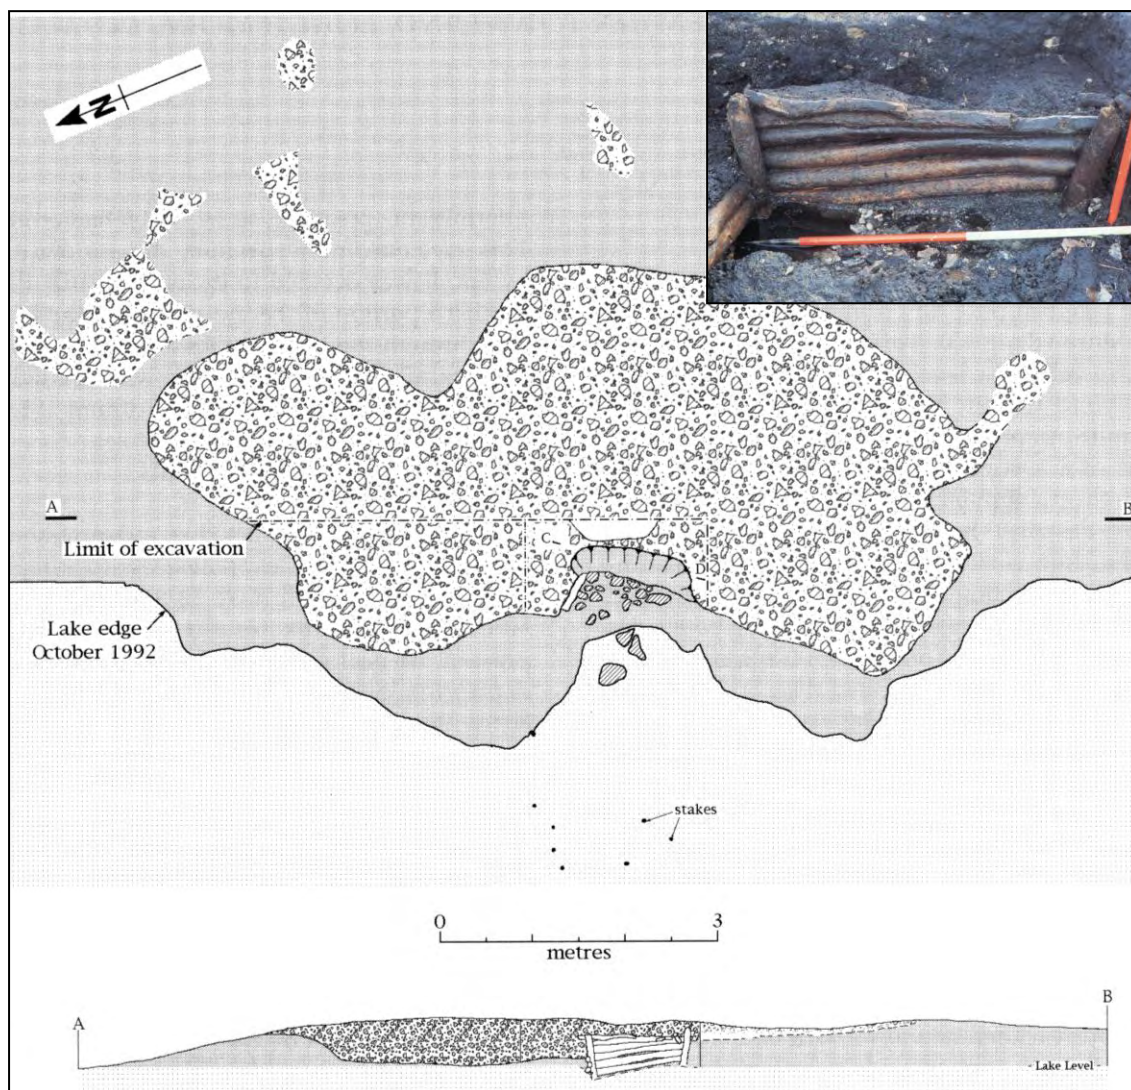 N
A
B
Limit of excavation
C
D
Lake edge
October 1992
stakes
0 3
metres
A
B
- Lake Level -